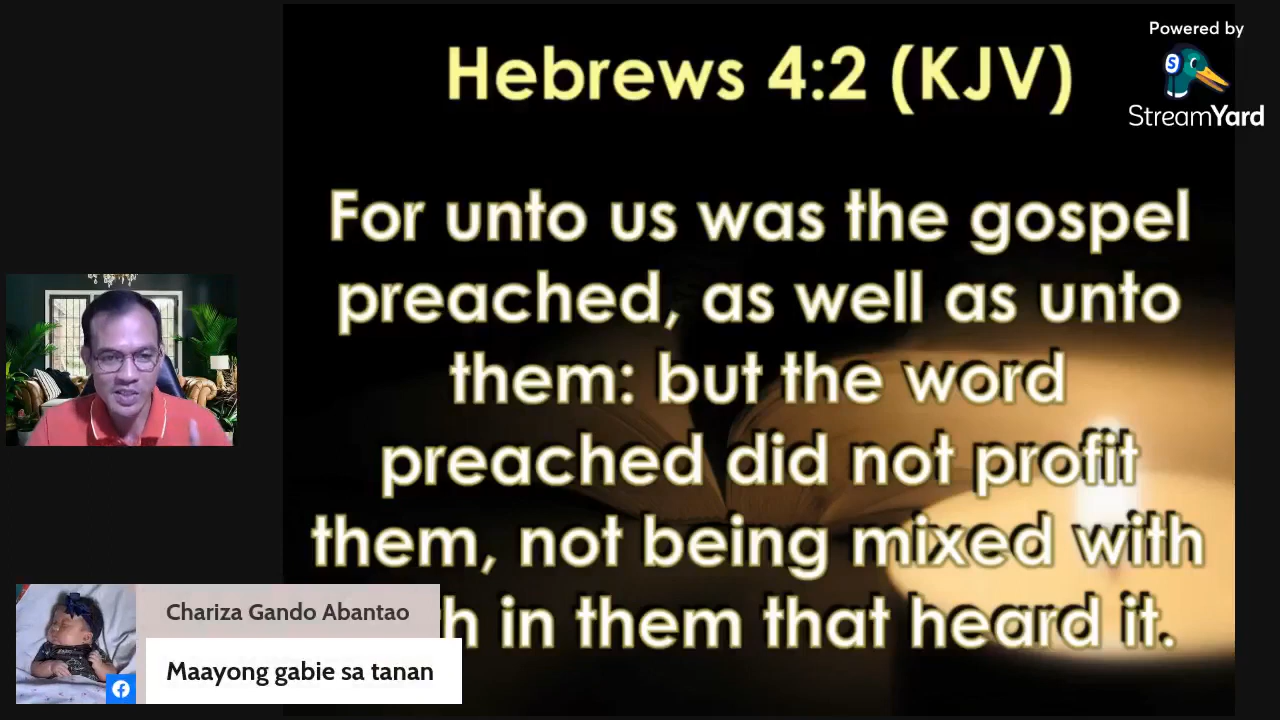 Powered by
StreamYard
Hebrews 4:2 (KJV)
For unto us was the gospel
preached, as well as unto
them: but the word
preached did not profit
them, not being mixed with
h in them that heard it.
Chariza Gando Abantao
Maayong gabie sa tanan